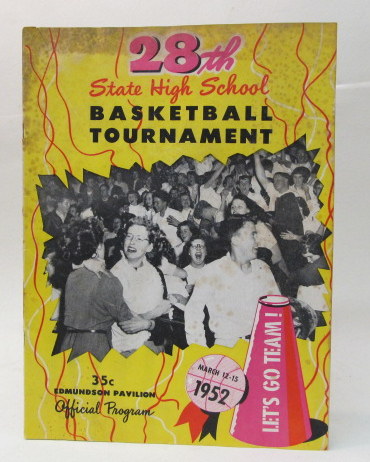 28th
State High School
BASKETBALL
TOURNAMENT
35c
EDMUNDSON PAVILION
Official Program
MARCH 12-15
1952
LET'S GO TEAM!